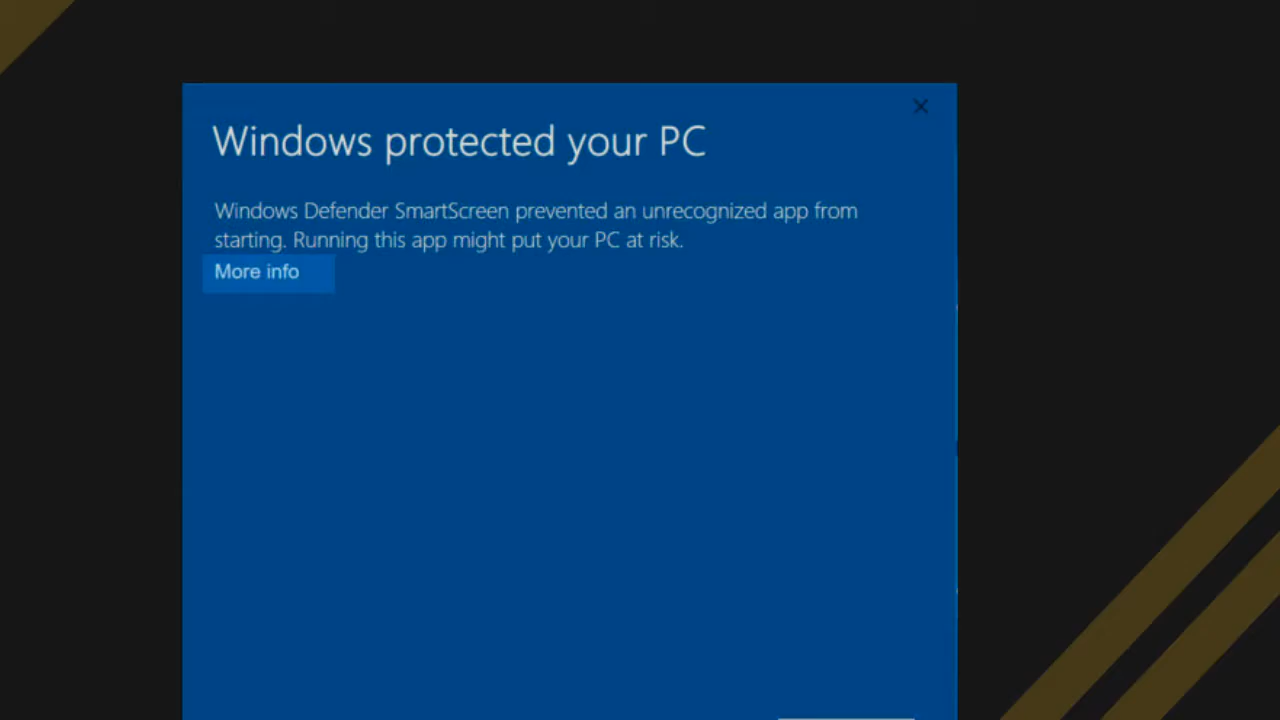 Windows protected your PC
Windows Defender SmartScreen prevented an unrecognized app from
starting. Running this app might put your PC at risk.
More info